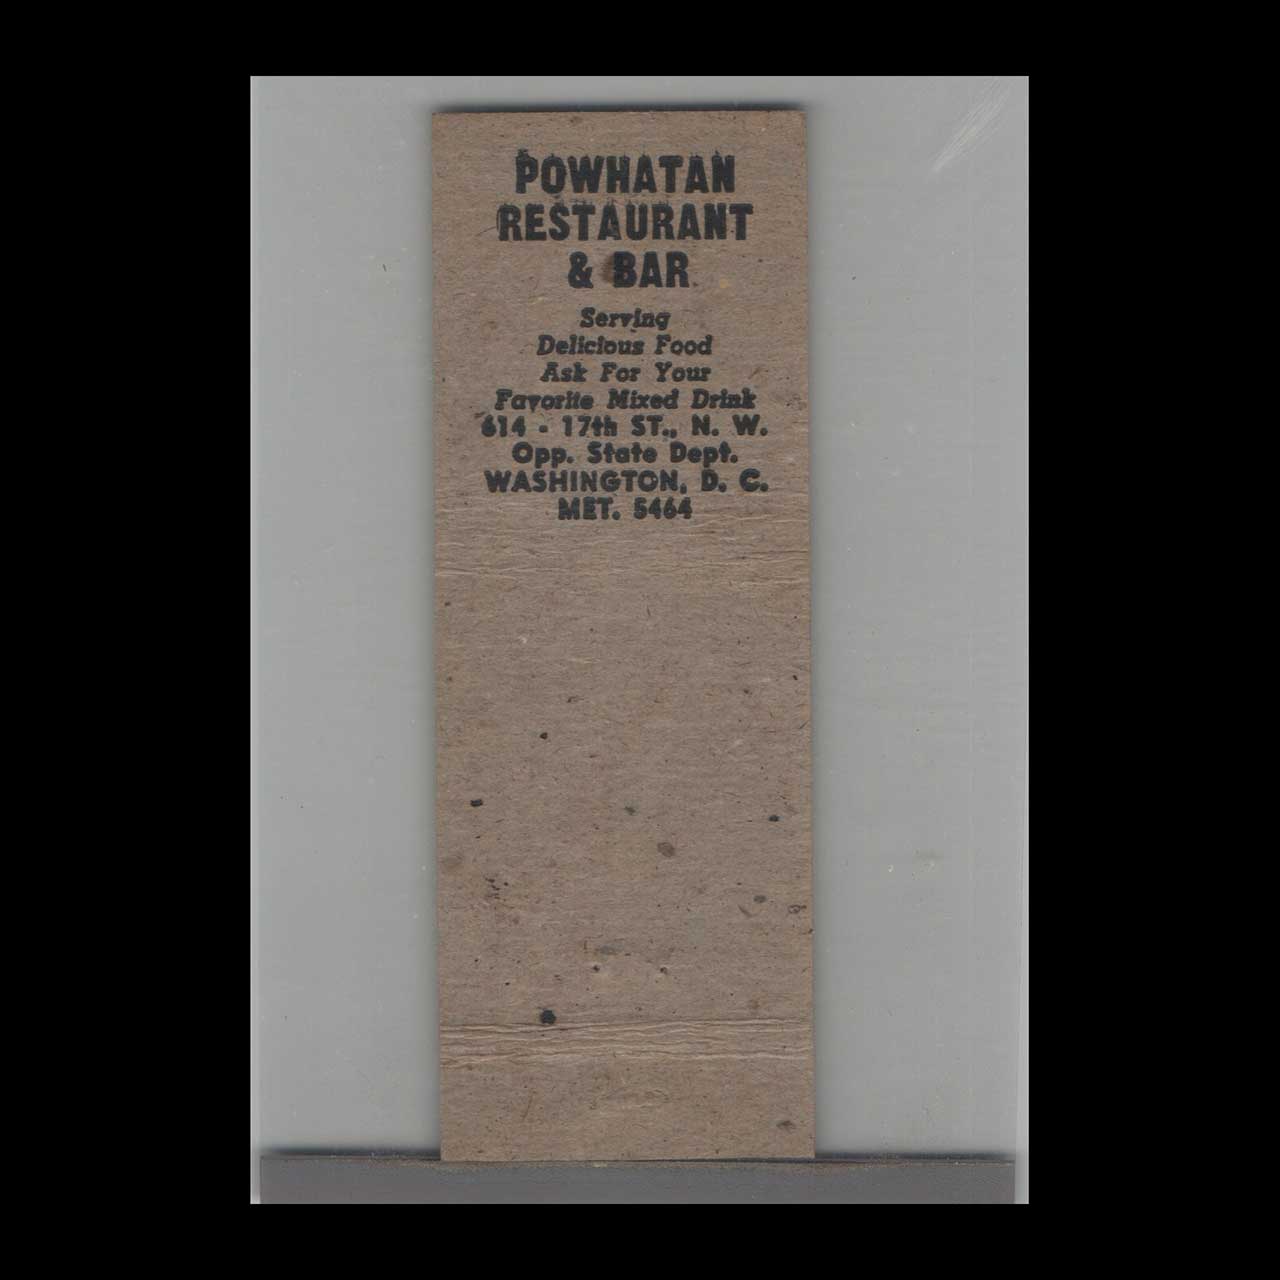 POWHATAN
RESTAURANT
& BAR
Serving
Delicious Food
Ask For Your
Favorite Mixed Drink
614 - 17th ST., N. W.
Opp. State Dept.
WASHINGTON, D. C.
MET. 5464